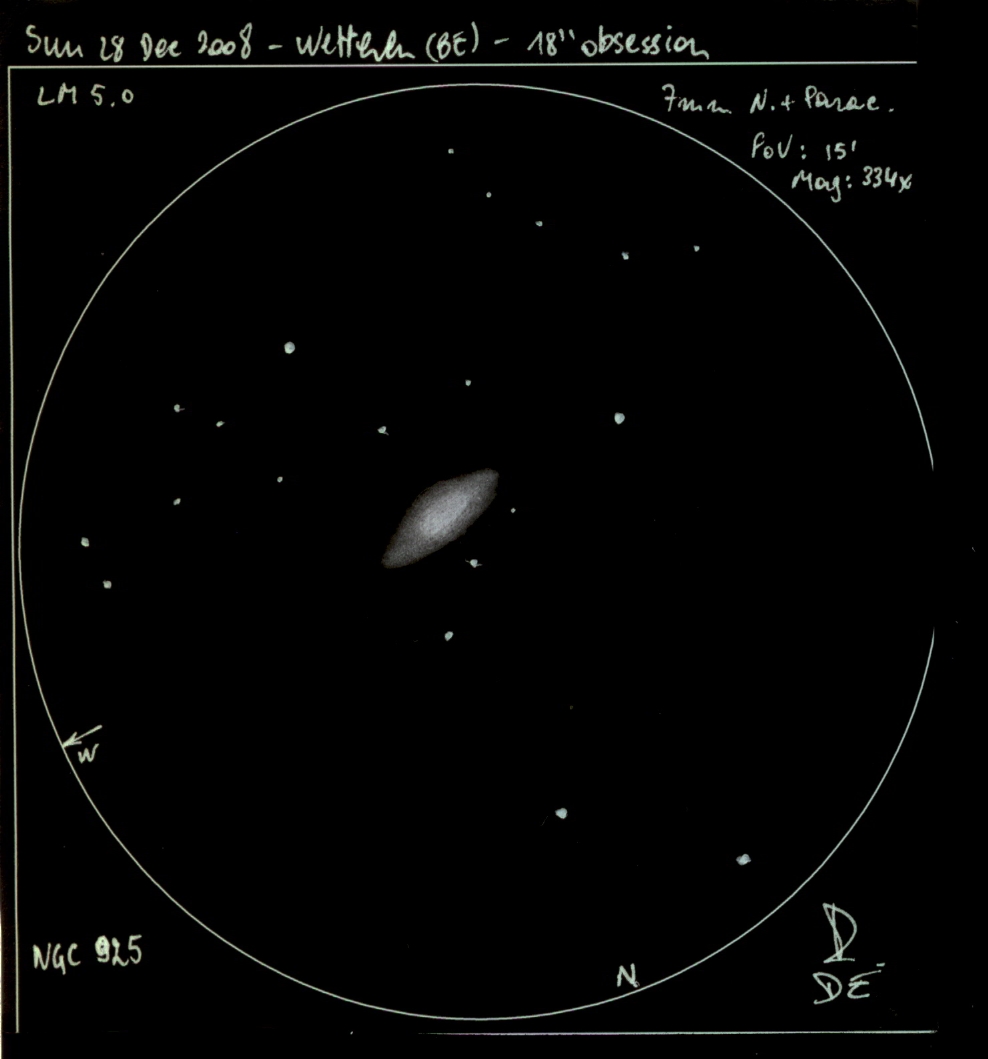 Sun 28 Dec 2008 - Wetteren (BE) - 18" obsession
LM 5.0
7mm N. + Parac.
FoV: 15'
Mag: 334x
W
NGC 925
N
D
DE